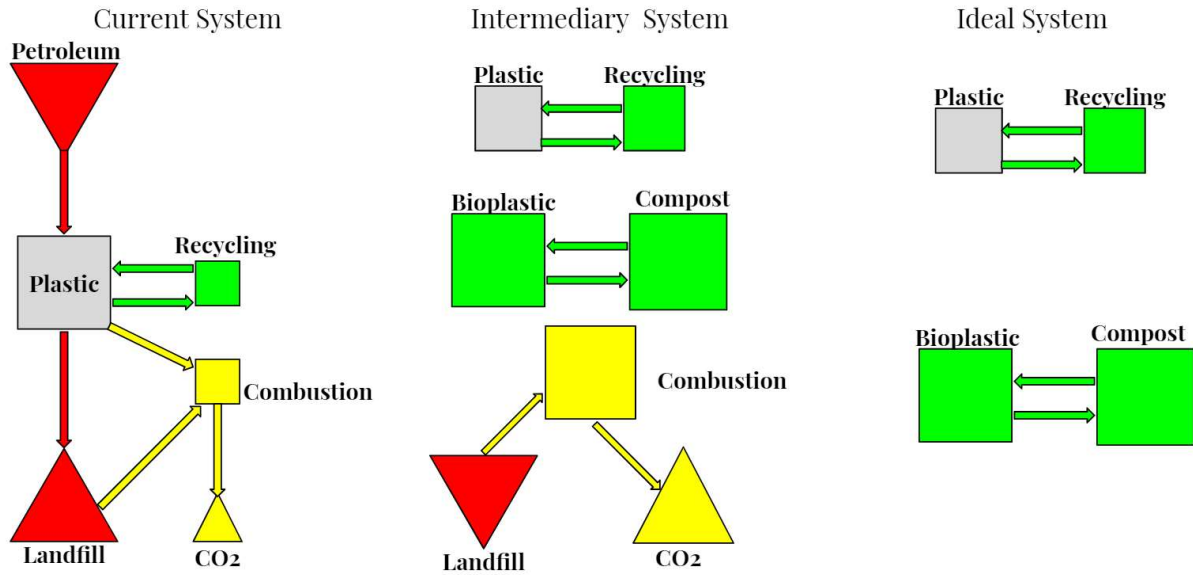 Current System
Petroleum
Plastic
Recycling
Combustion
Landfill
CO2
Intermediary System
Plastic
Recycling
Bioplastic
Compost
Combustion
Landfill
CO2
Ideal System
Plastic
Recycling
Bioplastic
Compost